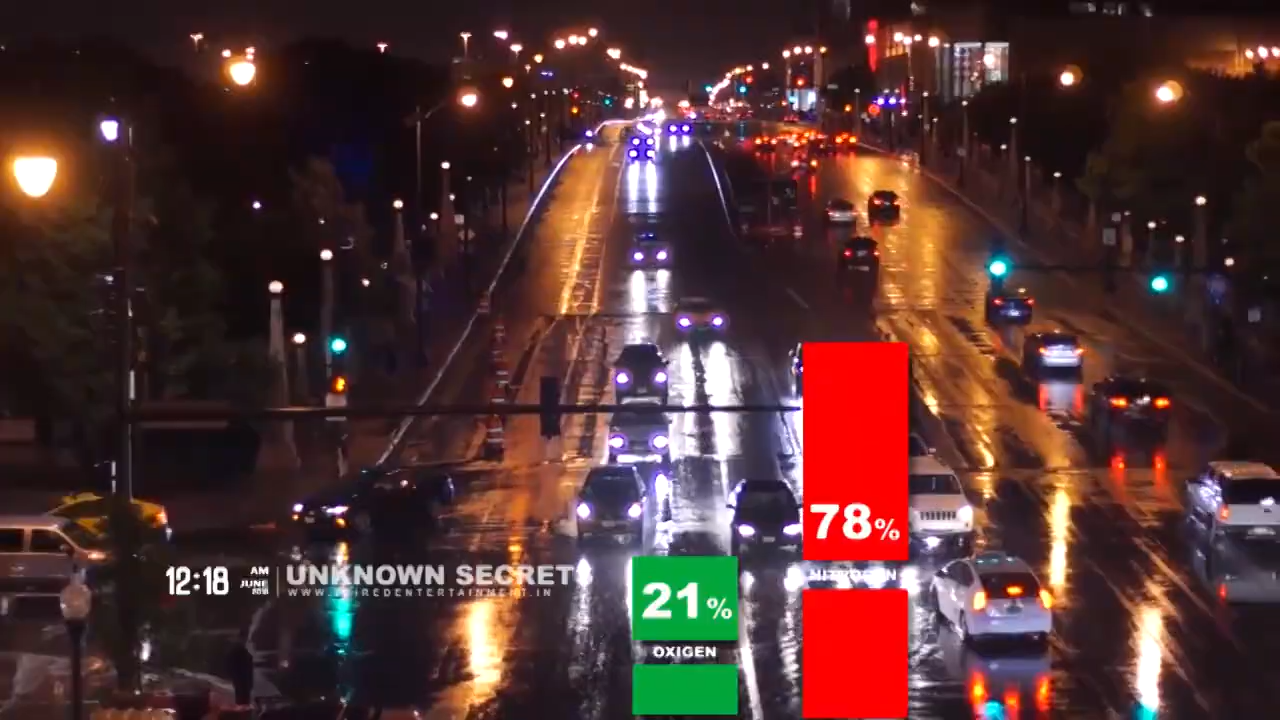 12:18
AM
JUNE
UNKNOWN SECRET
21%
OXIGEN
78%
NITROGEN